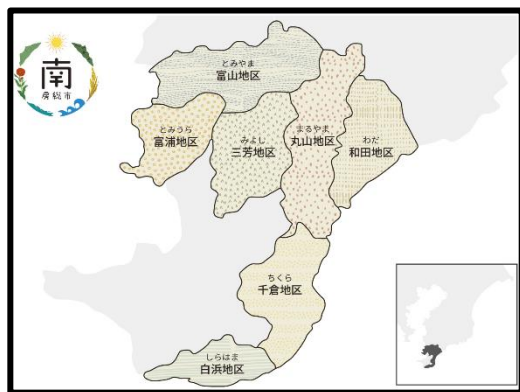 南
房総市
とみやま
富山地区
とみうら
富浦地区
みよし
三芳地区
まるやま
丸山地区
わだ
和田地区
ちくら
千倉地区
しらはま
白浜地区